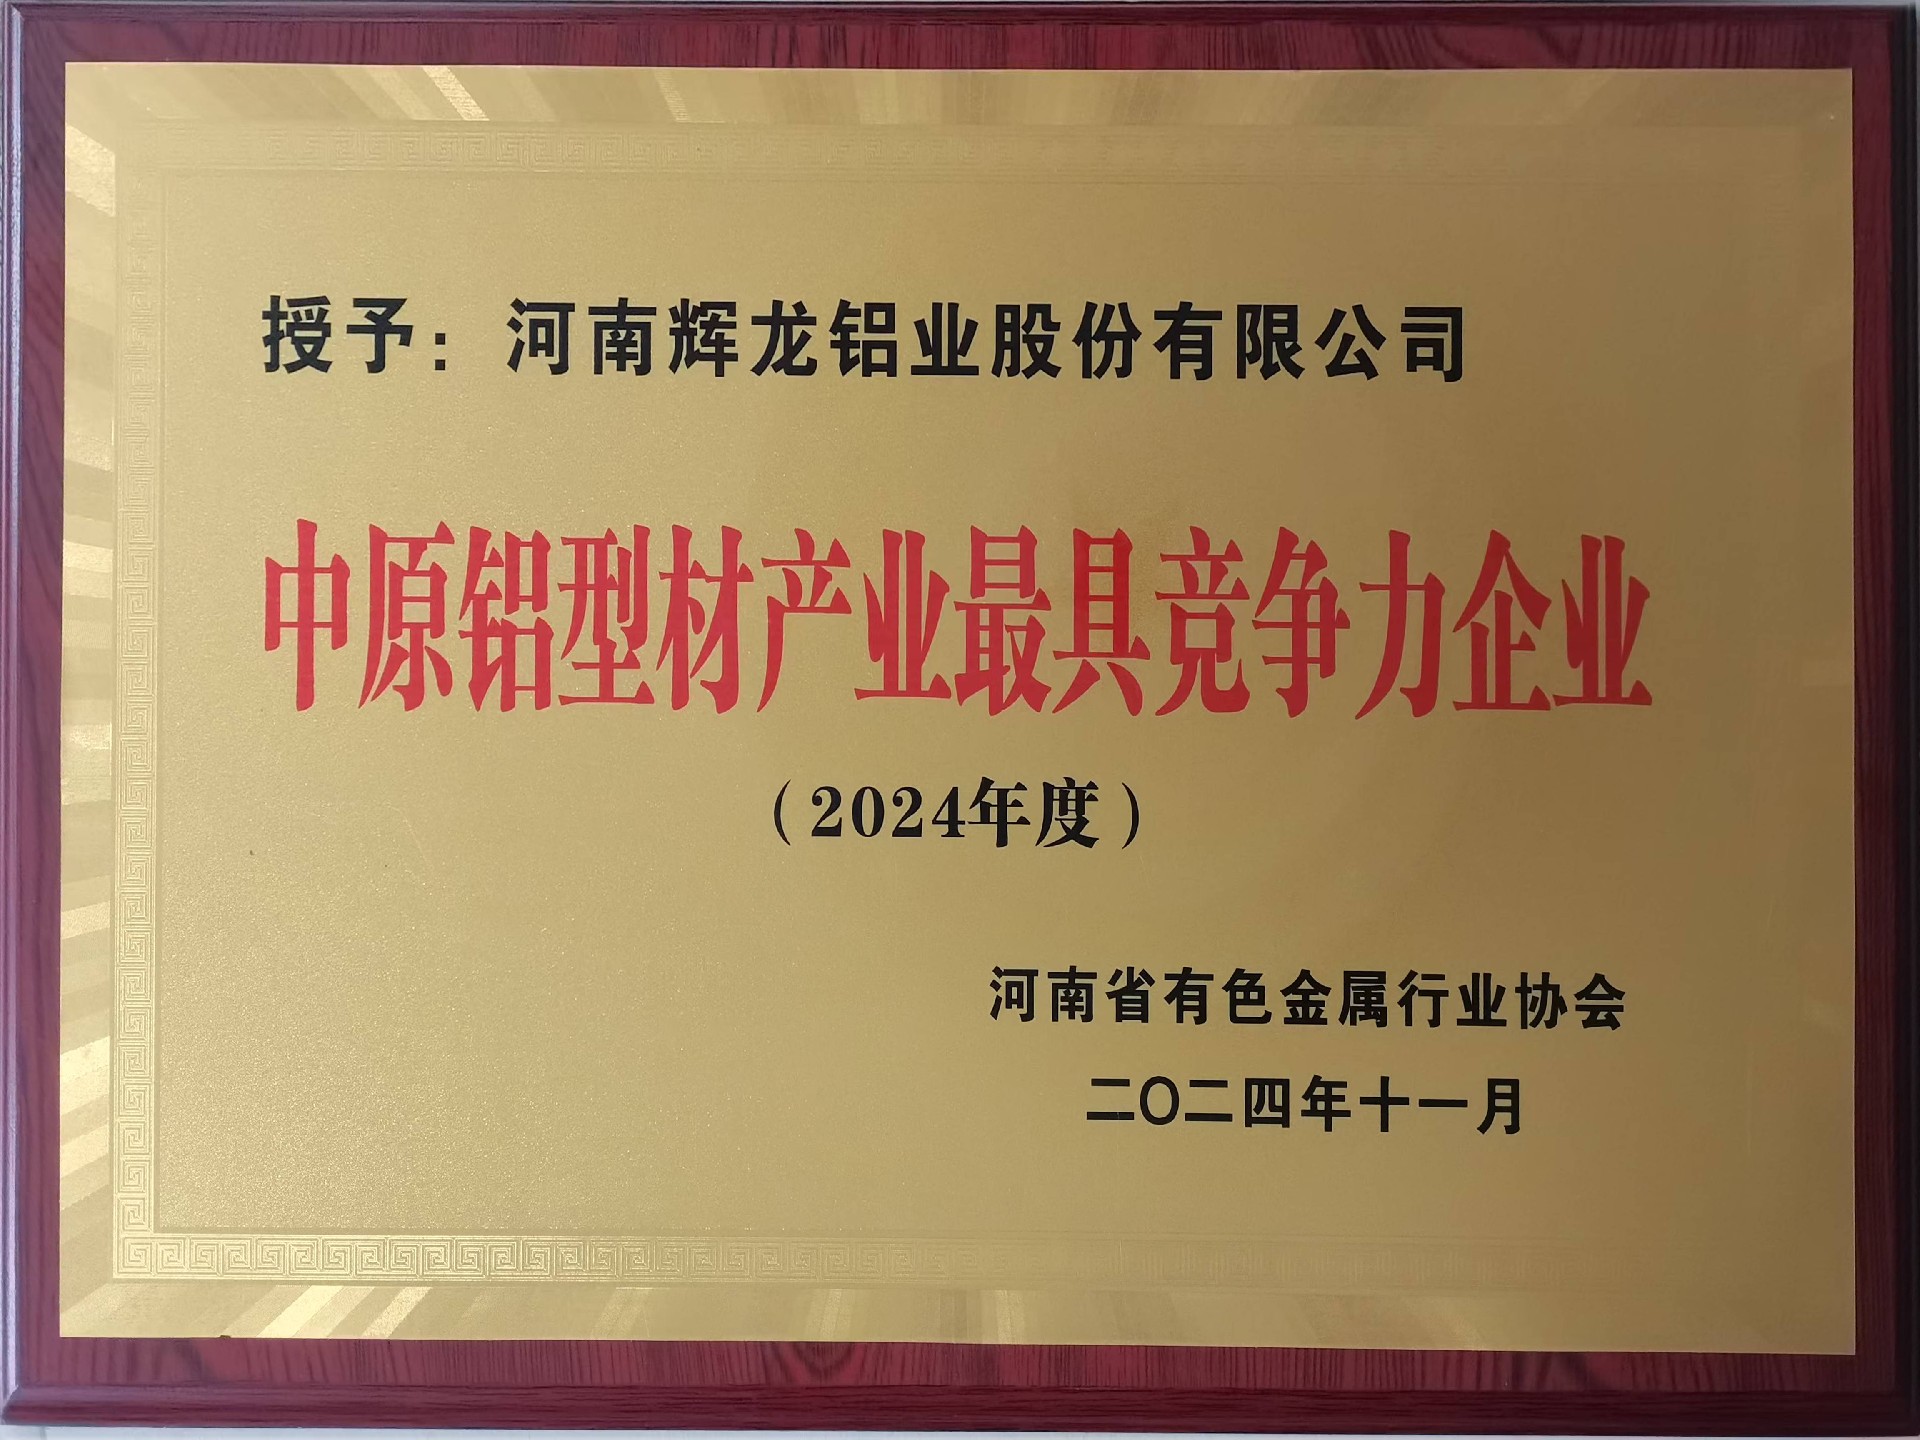 授予：河南辉龙铝业股份有限公司
中原铝型材产业最具竞争力企业
（2024年度）
河南省有色金属行业协会
二〇二四年十一月